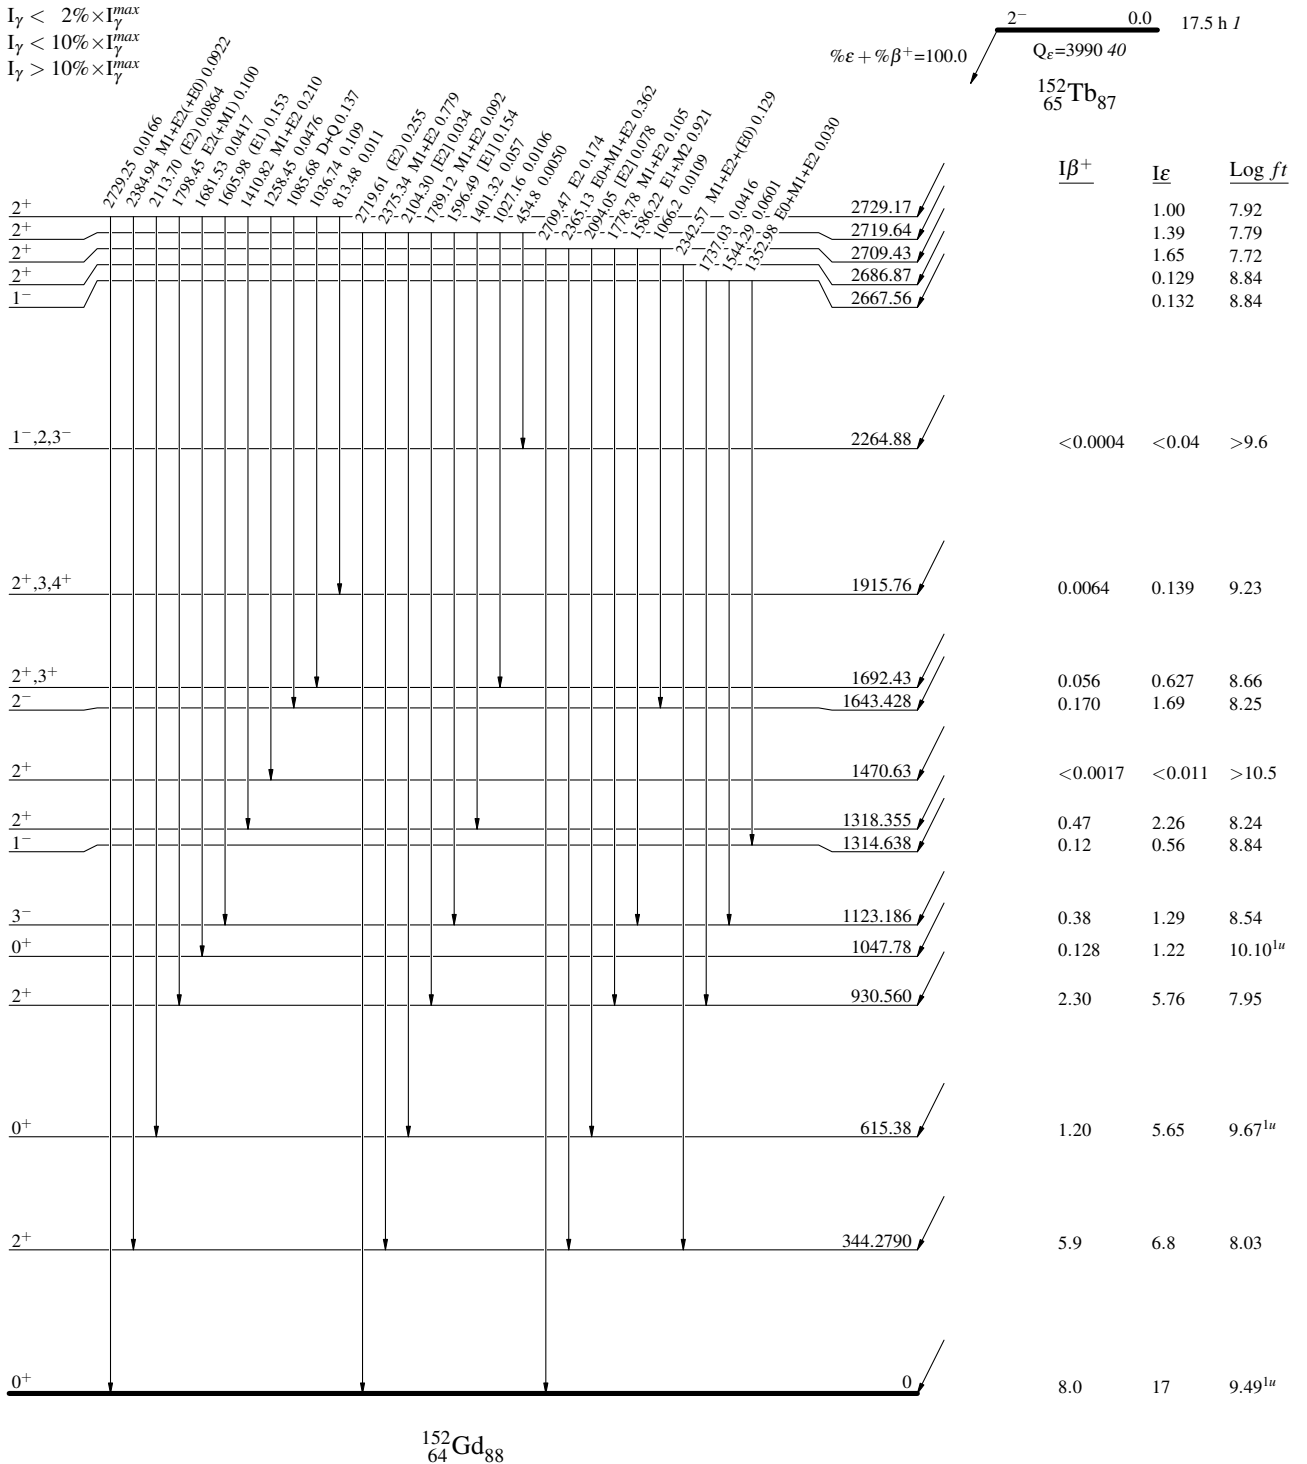 I_γ < 2%×I_γ^max
I_γ < 10%×I_γ^max
I_γ > 10%×I_γ^max
2⁻ 0.0 17.5 h 1
%ε + %β⁺=100.0
Q_ε=3990 40
¹⁵²₆₅Tb₈₇
2729.25 0.0166
2384.94 M1+E2(+E0) 0.0922
2113.70 (E2) 0.0864
1798.45 E2(+M1) 0.100
1681.53 0.0417
1605.98 (E1) 0.153
1410.82 M1+E2 0.210
1258.45 0.0476
1085.68 D+Q 0.137
1036.74 0.109
813.48 0.011
2719.61 (E2) 0.255
2375.34 M1+E2 0.779
2104.30 [E2] 0.034
1789.12 M1+E2 0.092
1596.49 [E1] 0.154
1401.32 0.057
1027.16 0.0106
454.8 0.0050
2709.47 E2 0.174
2365.13 E0+M1+E2 0.362
2094.05 [E2] 0.078
1778.78 M1+E2 0.105
1586.22 E1+M2 0.921
1066.2 0.0109
2342.57 M1+E2+(E0) 0.129
1737.03 0.0416
1544.29 0.0601
1352.98 E0+M1+E2 0.030
Iβ⁺ Iε Log ft
2⁺ 2729.17 1.00 7.92
2⁺ 2719.64 1.39 7.79
2⁺ 2709.43 1.65 7.72
2⁺ 2686.87 0.129 8.84
1⁻ 2667.56 0.132 8.84
1⁻,2,3⁻ 2264.88 <0.0004 <0.04 >9.6
2⁺,3,4⁺ 1915.76 0.0064 0.139 9.23
2⁺,3⁺ 1692.43 0.056 0.627 8.66
2⁻ 1643.428 0.170 1.69 8.25
2⁺ 1470.63 <0.0017 <0.011 >10.5
2⁺ 1318.355 0.47 2.26 8.24
1⁻ 1314.638 0.12 0.56 8.84
3⁻ 1123.186 0.38 1.29 8.54
0⁺ 1047.78 0.128 1.22 10.10¹ᵘ
2⁺ 930.560 2.30 5.76 7.95
0⁺ 615.38 1.20 5.65 9.67¹ᵘ
2⁺ 344.2790 5.9 6.8 8.03
0⁺ 0 8.0 17 9.49¹ᵘ
¹⁵²₆₄Gd₈₈